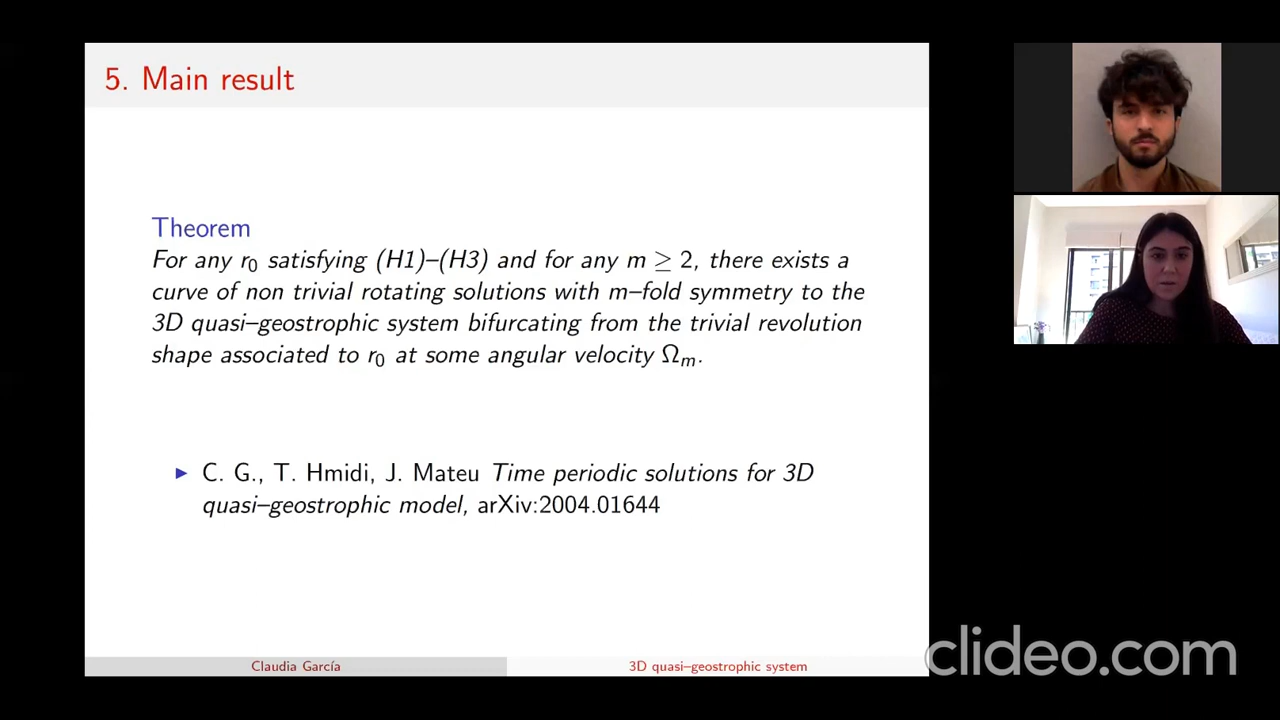 5. Main result
Theorem
For any r₀ satisfying (H1)–(H3) and for any m ≥ 2, there exists a
curve of non trivial rotating solutions with m–fold symmetry to the
3D quasi–geostrophic system bifurcating from the trivial revolution
shape associated to r₀ at some angular velocity Ωₘ.
▶ C. G., T. Hmidi, J. Mateu Time periodic solutions for 3D
quasi–geostrophic model, arXiv:2004.01644
Claudia García
3D quasi–geostrophic system
clideo.com